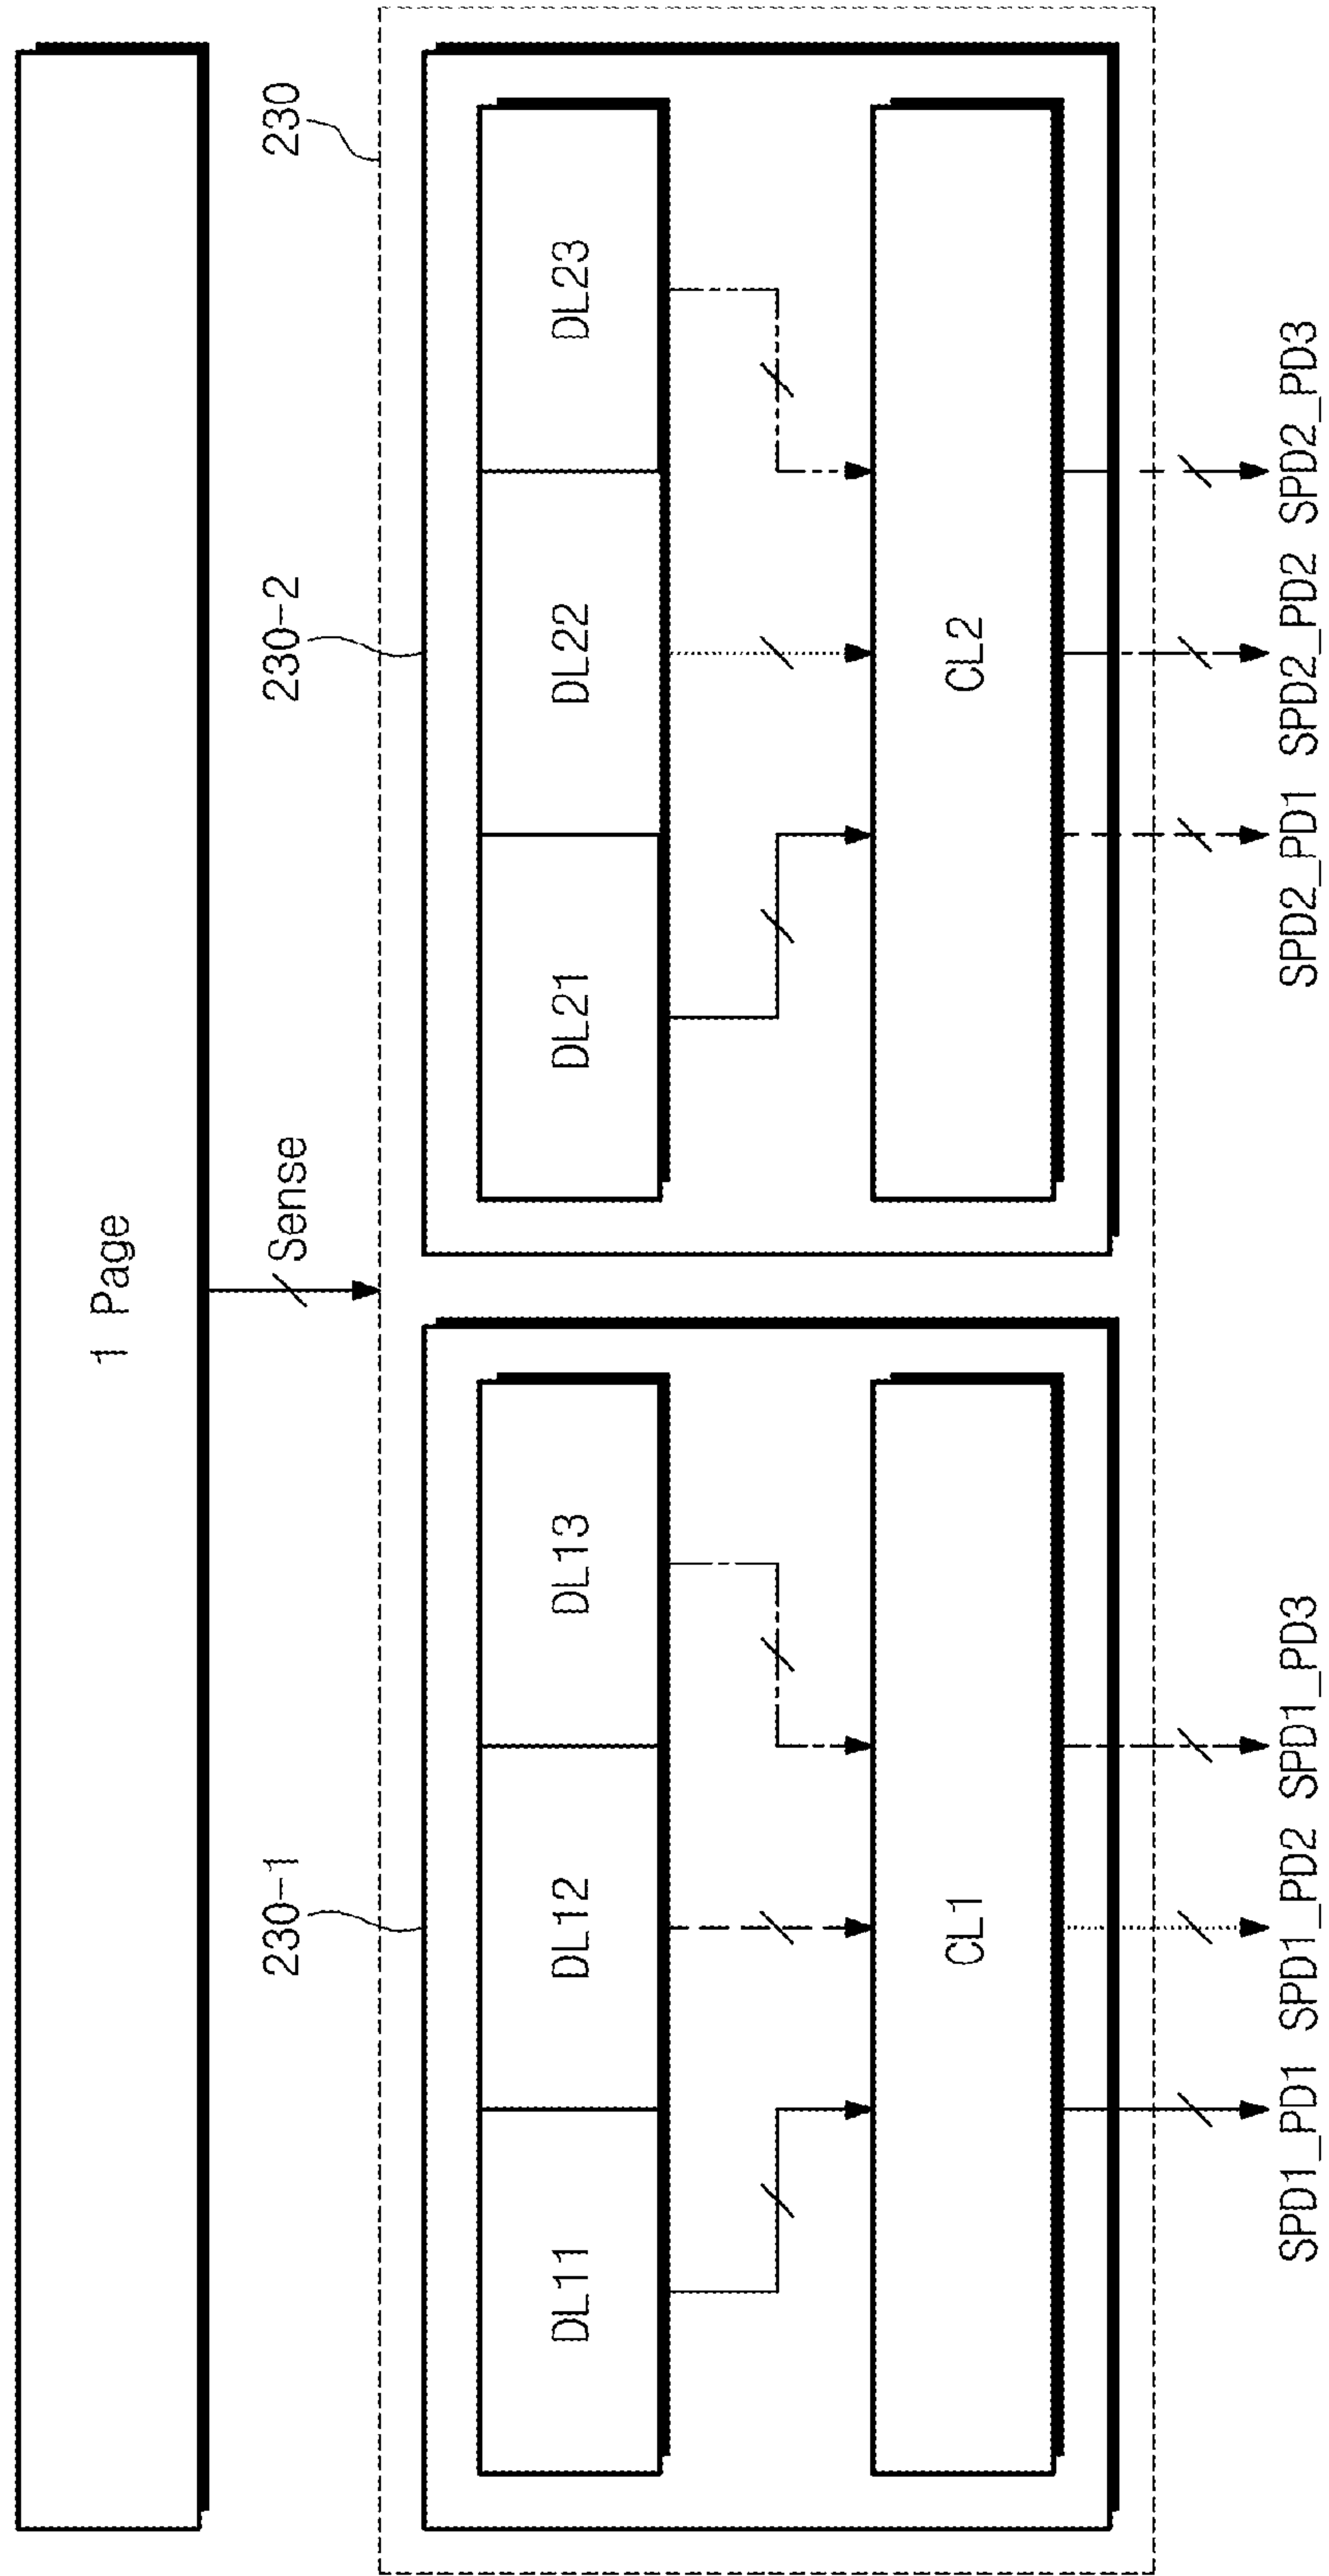 1 Page
Sense
230
230-1
230-2
DL11
DL12
DL13
DL21
DL22
DL23
CL1
CL2
SPD1_PD1 SPD1_PD2 SPD1_PD3
SPD2_PD1 SPD2_PD2 SPD2_PD3